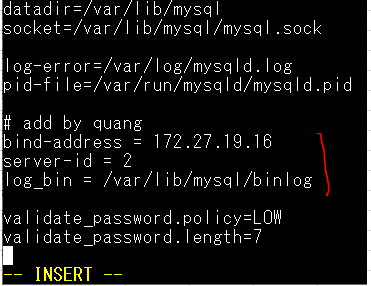 datadir=/var/lib/mysql
socket=/var/lib/mysql/mysql.sock
log-error=/var/log/mysqld.log
pid-file=/var/run/mysqld/mysqld.pid
# add by quang
bind-address = 172.27.19.16
server-id = 2
log_bin = /var/lib/mysql/binlog
validate_password.policy=LOW
validate_password.length=7
-- INSERT --